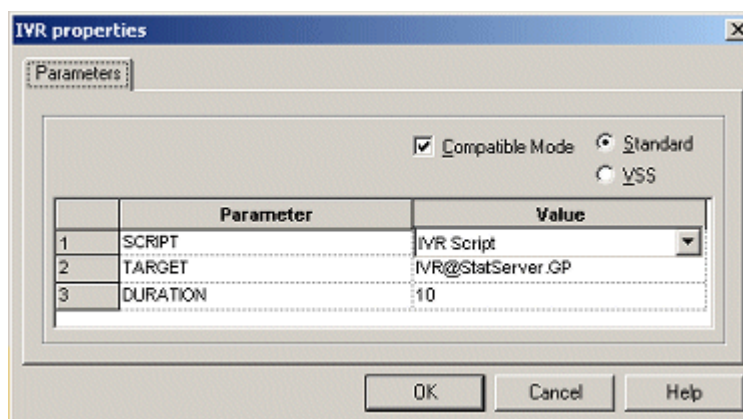 IVR properties
Parameters
Compatible Mode
Standard
VSS
Parameter Value
1 SCRIPT IVR Script
2 TARGET IVR@StatServer.GP
3 DURATION 10
OK Cancel Help